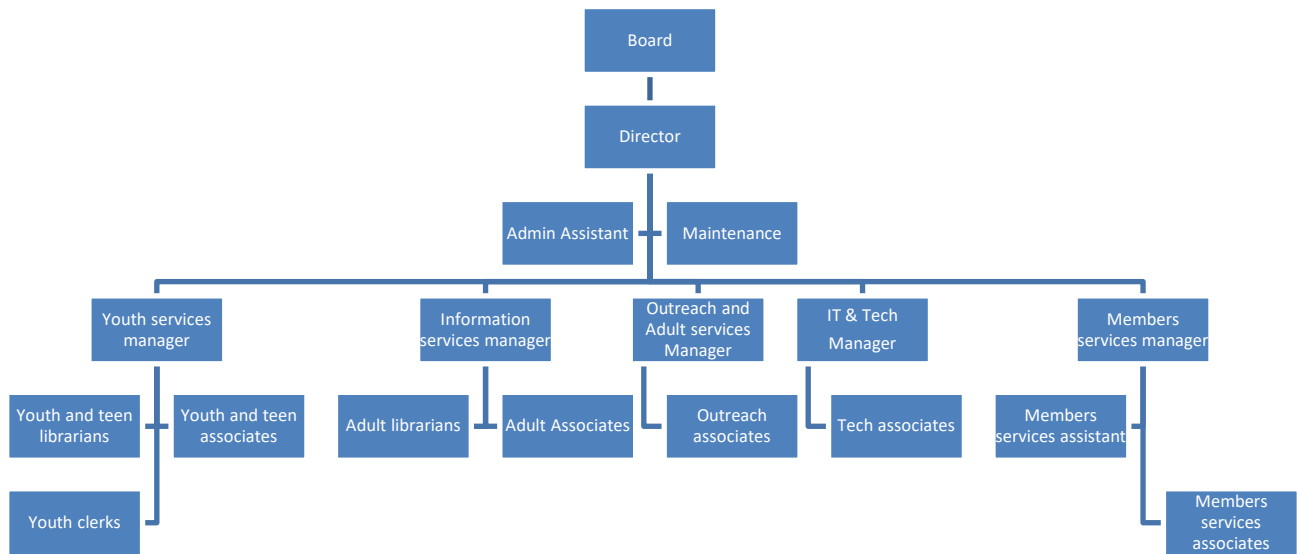 Board
Director
Admin Assistant
Maintenance
Youth services
manager
Information
services manager
Outreach and
Adult services
Manager
IT & Tech
Manager
Members
services manager
Youth and teen
librarians
Youth and teen
associates
Adult librarians
Adult Associates
Outreach
associates
Tech associates
Members
services assistant
Youth clerks
Members
services
associates